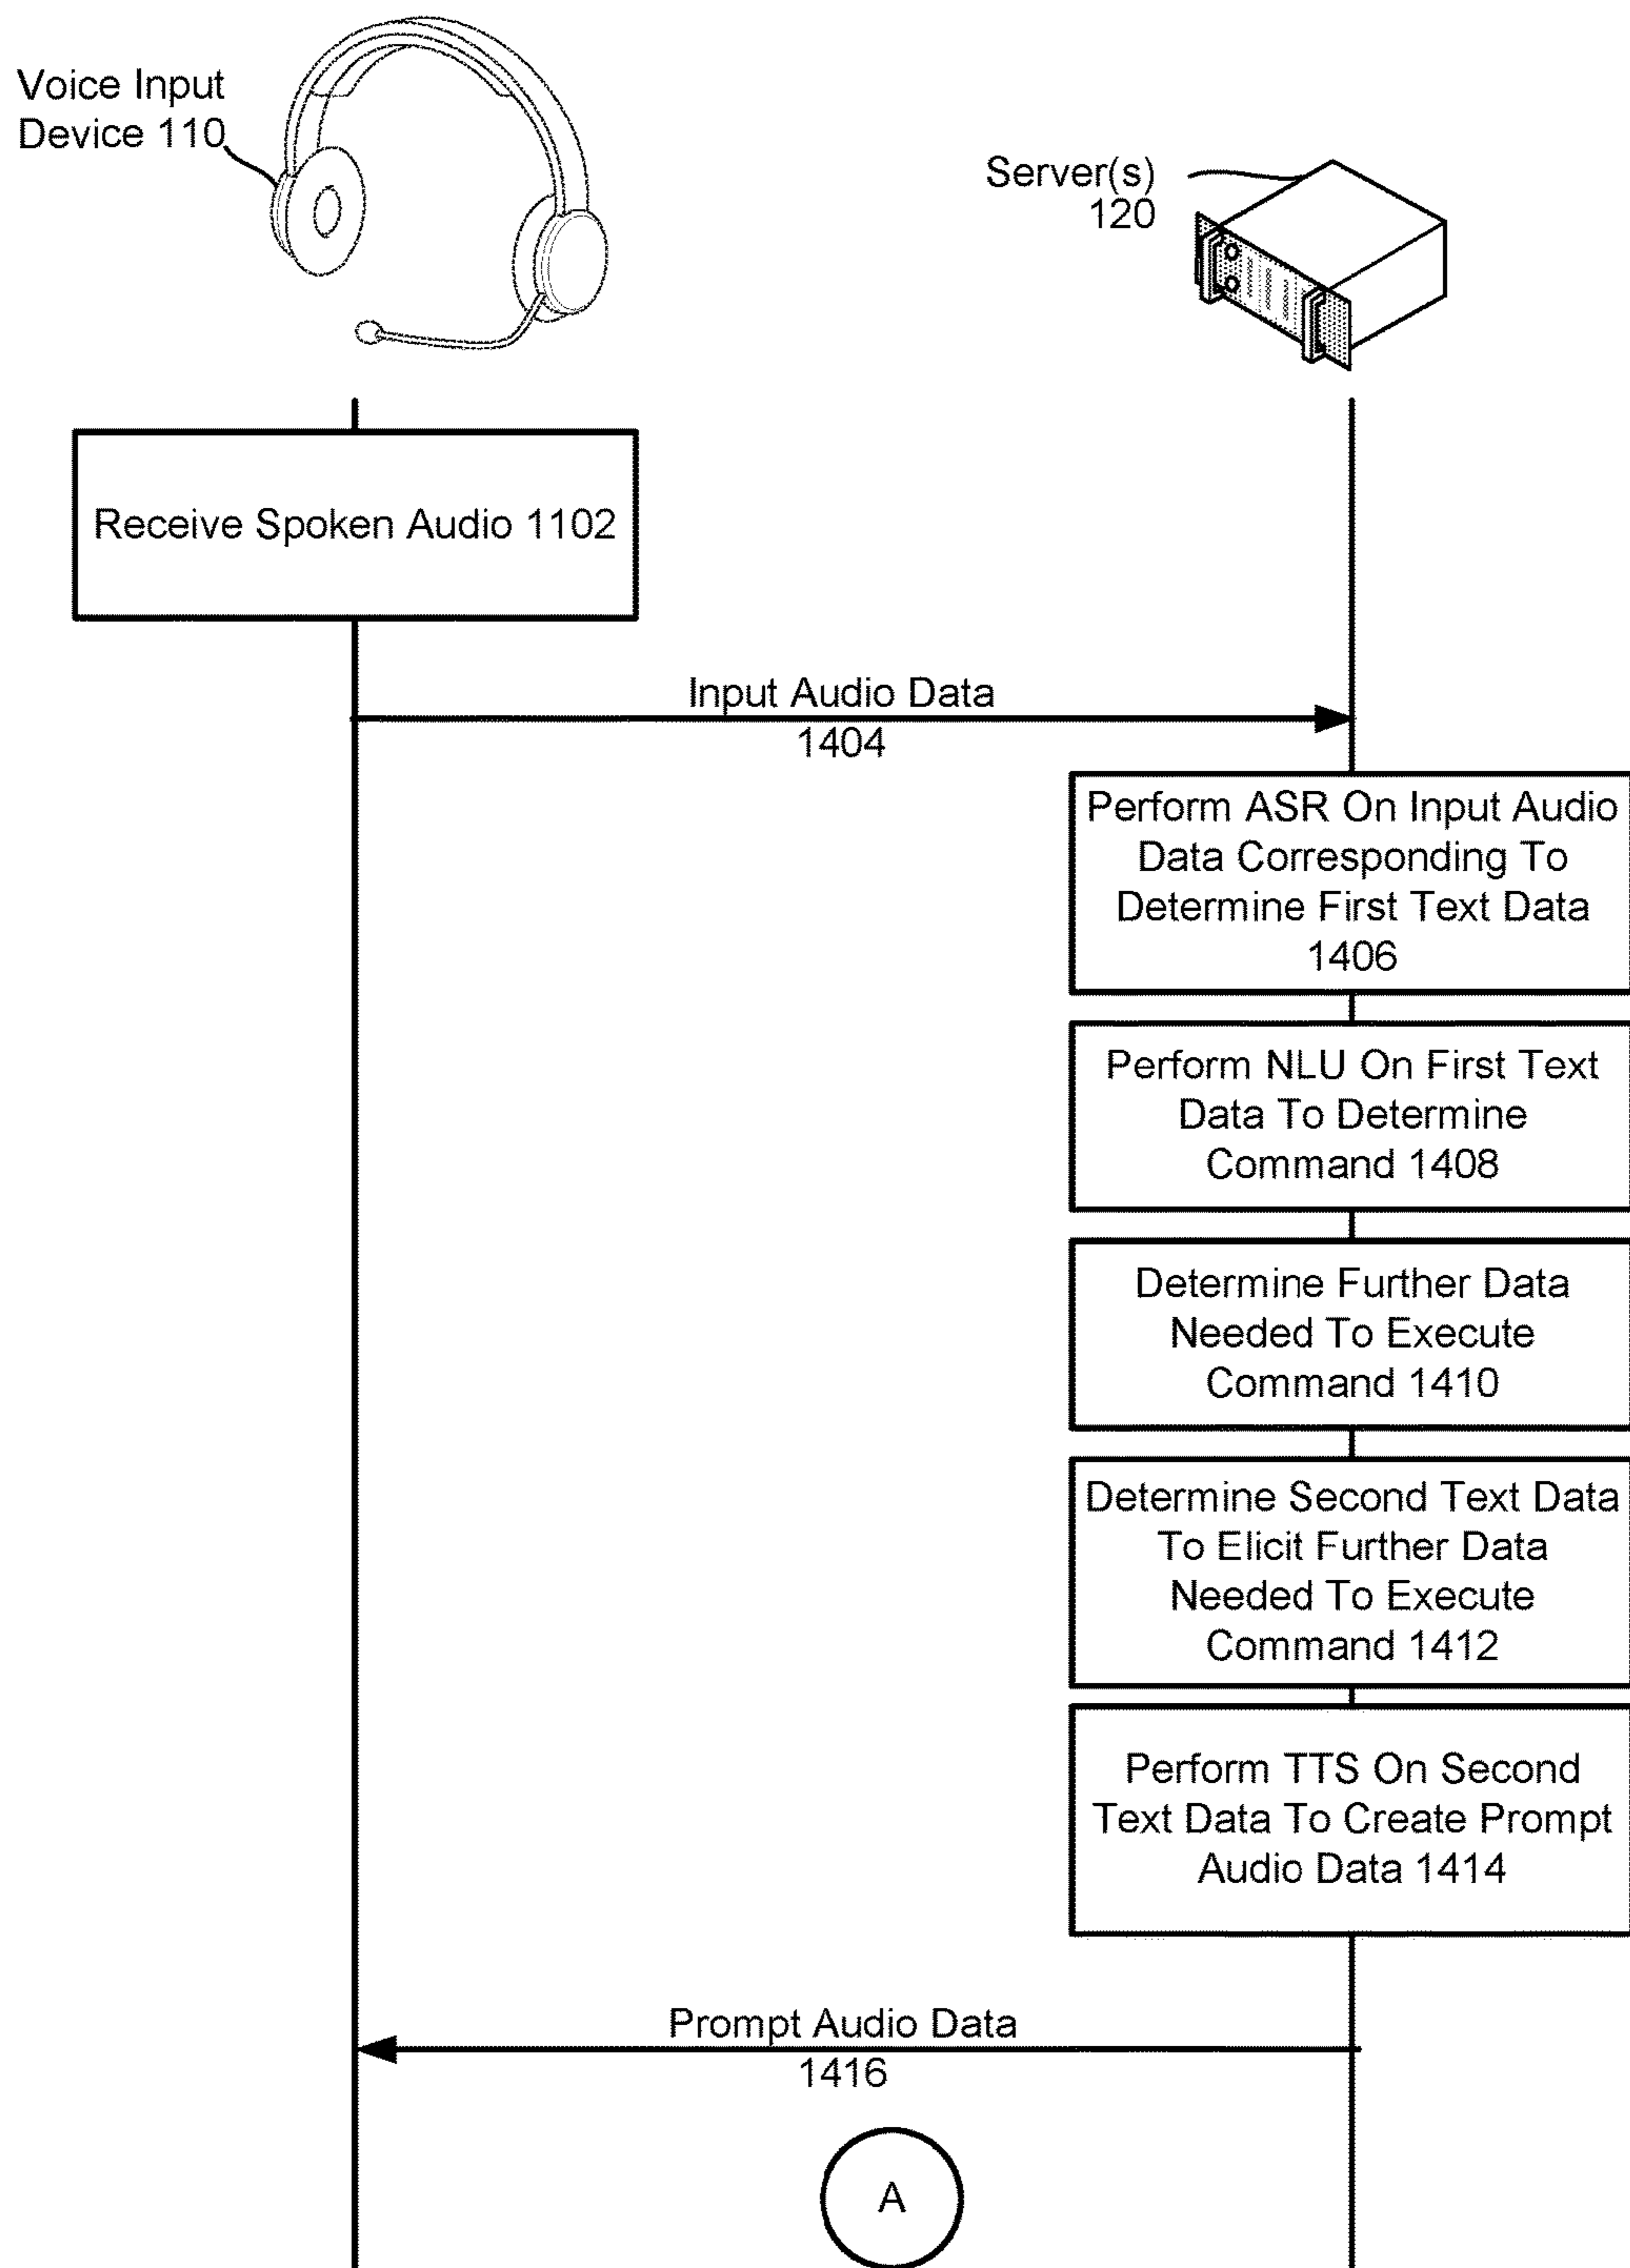 Voice Input
Device 110
Server(s)
120
Receive Spoken Audio 1102
Input Audio Data
1404
Perform ASR On Input Audio
Data Corresponding To
Determine First Text Data
1406
Perform NLU On First Text
Data To Determine
Command 1408
Determine Further Data
Needed To Execute
Command 1410
Determine Second Text Data
To Elicit Further Data
Needed To Execute
Command 1412
Perform TTS On Second
Text Data To Create Prompt
Audio Data 1414
Prompt Audio Data
1416
A